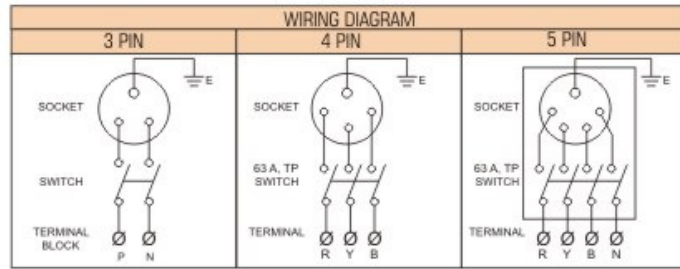 WIRING DIAGRAM
3 PIN
4 PIN
5 PIN
E
SOCKET
SWITCH
TERMINAL
BLOCK
P N
E
SOCKET
63 A, TP
SWITCH
TERMINAL
R Y B
E
SOCKET
63 A, TP
SWITCH
TERMINAL
R Y B N